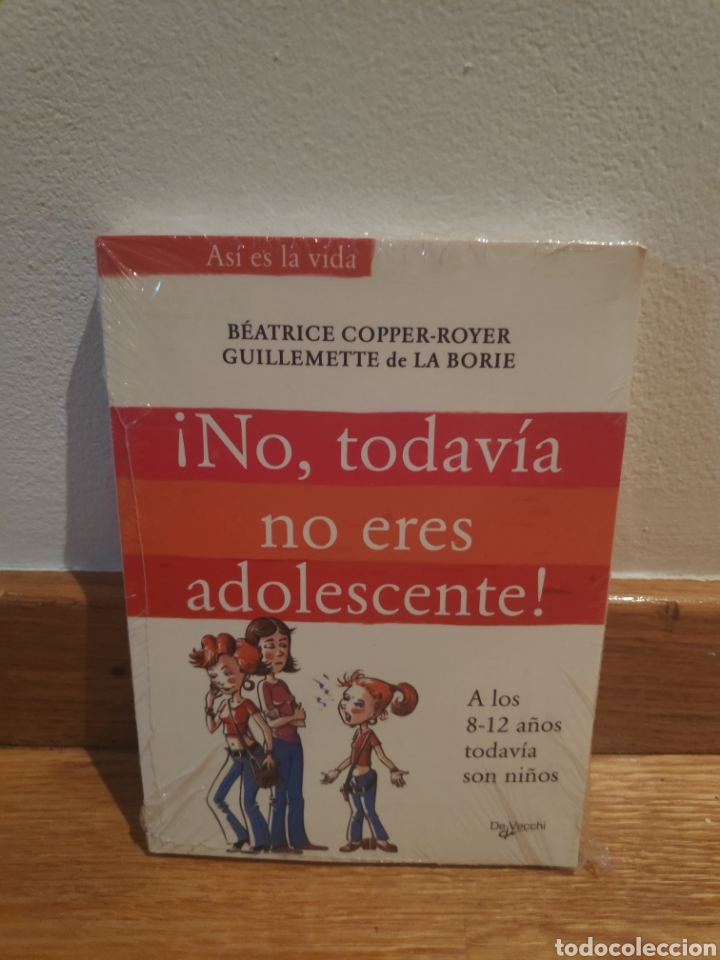 Así es la vida
BÉATRICE COPPER-ROYER
GUILLEMETTE de LA BORIE
¡No, todavía
no eres
adolescente!
A los
8-12 años
todavía
son niños
De Vecchi
todocoleccion